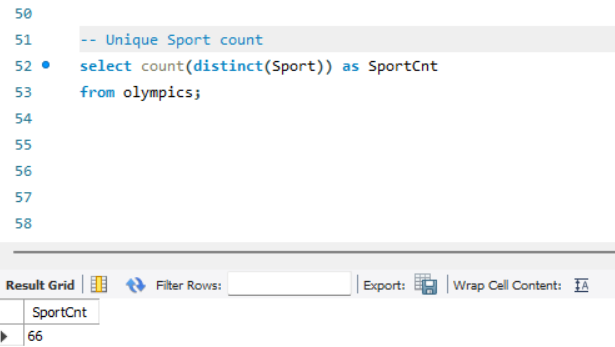 50
51 -- Unique Sport count
52 select count(distinct(Sport)) as SportCnt
53 from olympics;
54
55
56
57
58
Result Grid Filter Rows: Export: Wrap Cell Content: IA
SportCnt
66